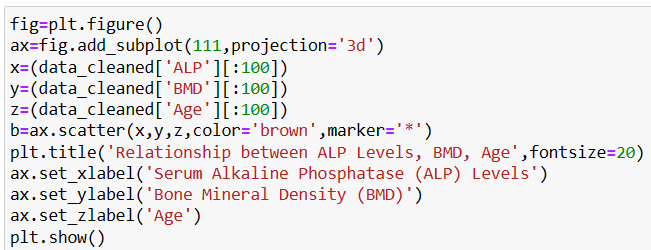 fig=plt.figure()
ax=fig.add_subplot(111,projection='3d')
x=(data_cleaned['ALP'][:100])
y=(data_cleaned['BMD'][:100])
z=(data_cleaned['Age'][:100])
b=ax.scatter(x,y,z,color='brown',marker='*')
plt.title('Relationship between ALP Levels, BMD, Age',fontsize=20)
ax.set_xlabel('Serum Alkaline Phosphatase (ALP) Levels')
ax.set_ylabel('Bone Mineral Density (BMD)')
ax.set_zlabel('Age')
plt.show()